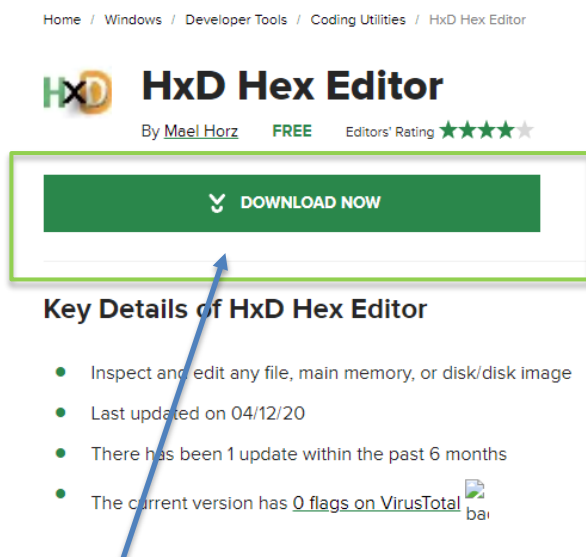 Home / Windows / Developer Tools / Coding Utilities / HxD Hex Editor
HxD
HxD Hex Editor
By Mael Horz FREE Editors' Rating
DOWNLOAD NOW
Key Details of HxD Hex Editor
Inspect and edit any file, main memory, or disk/disk image
Last updated on 04/12/20
There has been 1 update within the past 6 months
The current version has 0 flags on VirusTotal